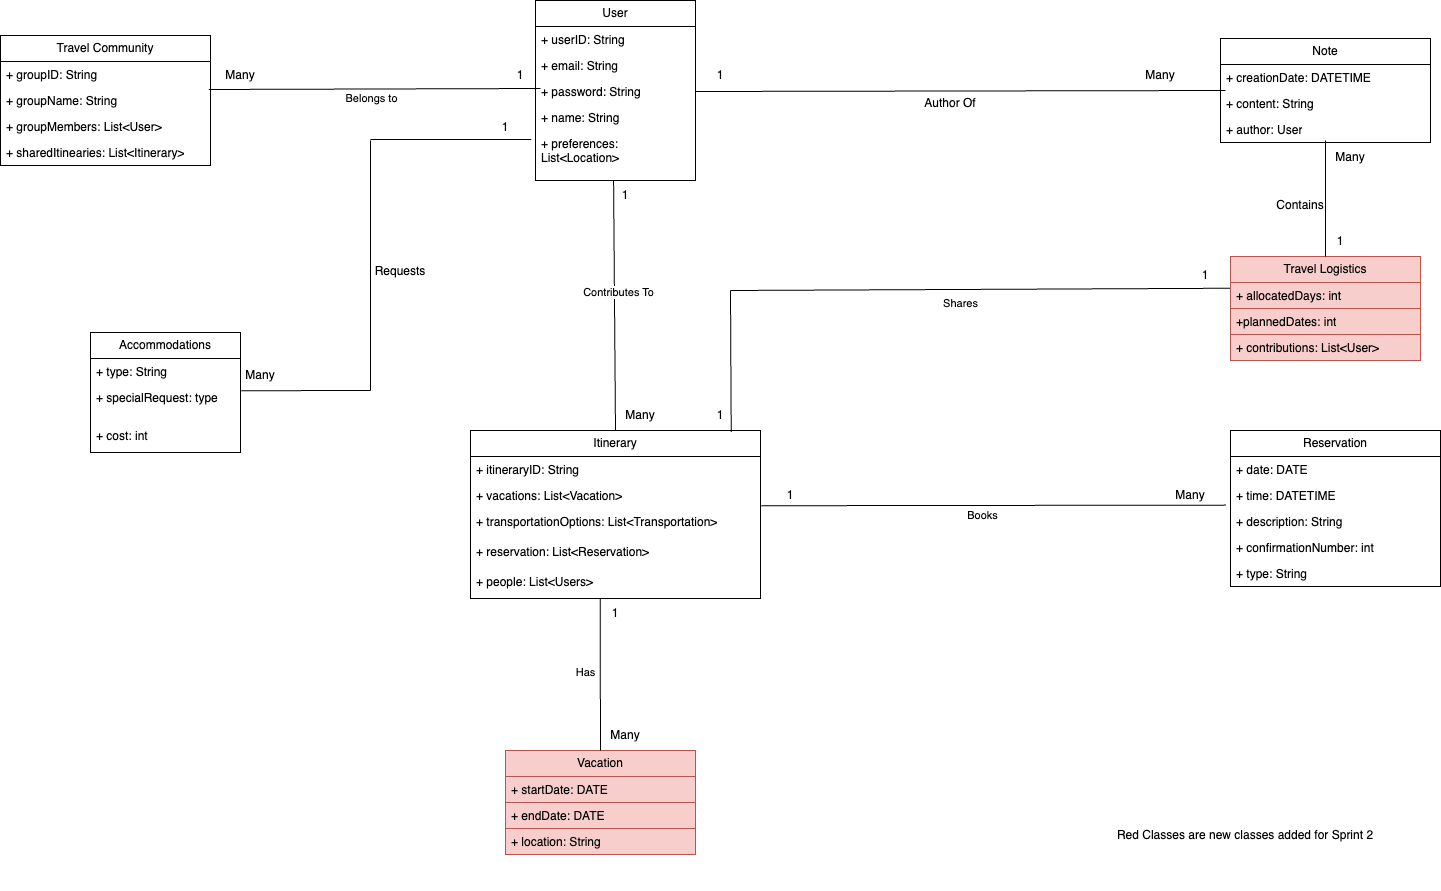 User
+ userID: String
+ email: String
+ password: String
+ name: String
+ preferences:
List<Location>
Travel Community
+ groupID: String
+ groupName: String
+ groupMembers: List<User>
+ sharedItinearies: List<Itinerary>
Many
1
Belongs to
1
Many
Author Of
Note
+ creationDate: DATETIME
+ content: String
+ author: User
Many
Contains
1
1
Requests
Many
1
Contributes To
Many
Travel Logistics
+ allocatedDays: int
+plannedDates: int
+ contributions: List<User>
1
Shares
1
Accommodations
+ type: String
+ specialRequest: type
+ cost: int
Itinerary
+ itineraryID: String
+ vacations: List<Vacation>
+ transportationOptions: List<Transportation>
+ reservation: List<Reservation>
+ people: List<Users>
1
Many
Books
Reservation
+ date: DATE
+ time: DATETIME
+ description: String
+ confirmationNumber: int
+ type: String
1
Has
Many
Vacation
+ startDate: DATE
+ endDate: DATE
+ location: String
Red Classes are new classes added for Sprint 2